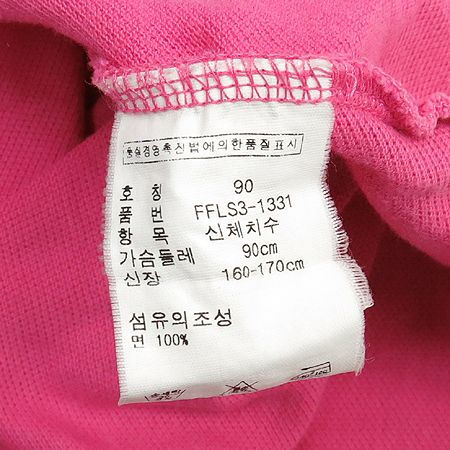 품질경영촉진법에의한품질표시
호 칭 90
품 번 FFLS3-1331
항 목 신체치수
가슴둘레 90cm
신장 160-170cm
섬유의조성
면 100%